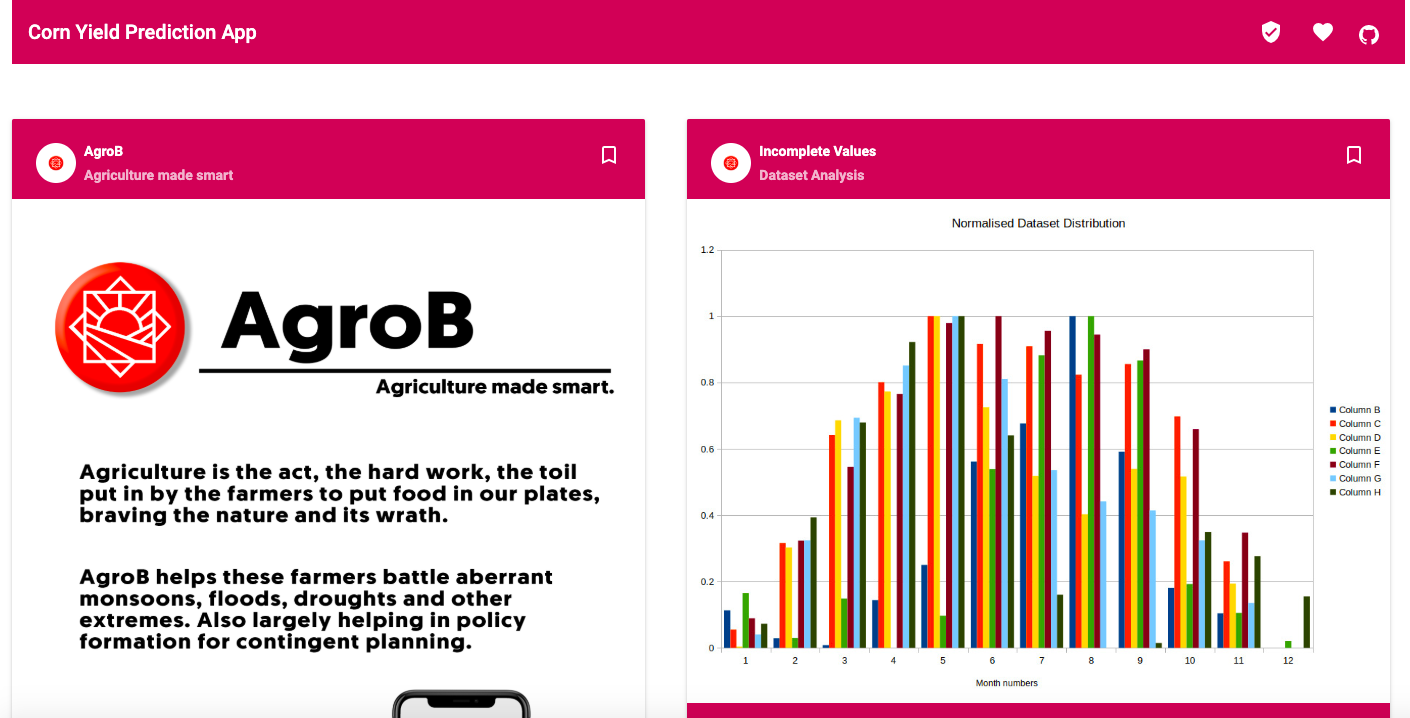 Corn Yield Prediction App
AgroB
Agriculture made smart
AgroB
Agriculture made smart.
Agriculture is the act, the hard work, the toil
put in by the farmers to put food in our plates,
braving the nature and its wrath.
AgroB helps these farmers battle aberrant
monsoons, floods, droughts and other
extremes. Also largely helping in policy
formation for contingent planning.
Incomplete Values
Dataset Analysis
Normalised Dataset Distribution
1.2
1
0.8
0.6
0.4
0.2
0
1 2 3 4 5 6 7 8 9 10 11 12
Month numbers
Column B
Column C
Column D
Column E
Column F
Column G
Column H